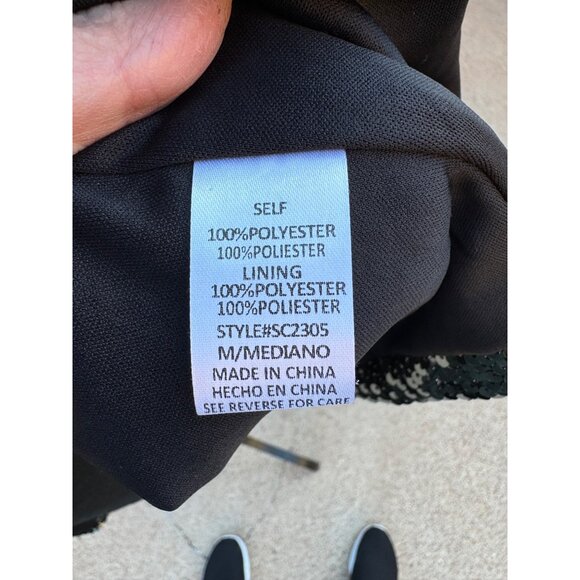 SELF
100%POLYESTER
100%POLIESTER
LINING
100%POLYESTER
100%POLIESTER
STYLE#SC2305
M/MEDIANO
MADE IN CHINA
HECHO EN CHINA
SEE REVERSE FOR CARE